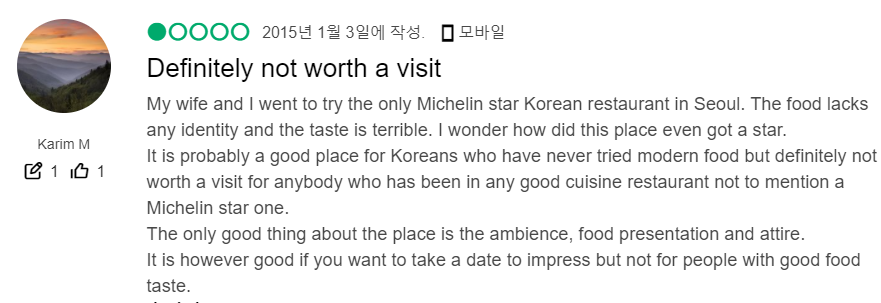 2015년 1월 3일에 작성. 모바일
Definitely not worth a visit
My wife and I went to try the only Michelin star Korean restaurant in Seoul. The food lacks
any identity and the taste is terrible. I wonder how did this place even got a star.
It is probably a good place for Koreans who have never tried modern food but definitely not
worth a visit for anybody who has been in any good cuisine restaurant not to mention a
Michelin star one.
The only good thing about the place is the ambience, food presentation and attire.
It is however good if you want to take a date to impress but not for people with good food
taste.
Karim M
1 1